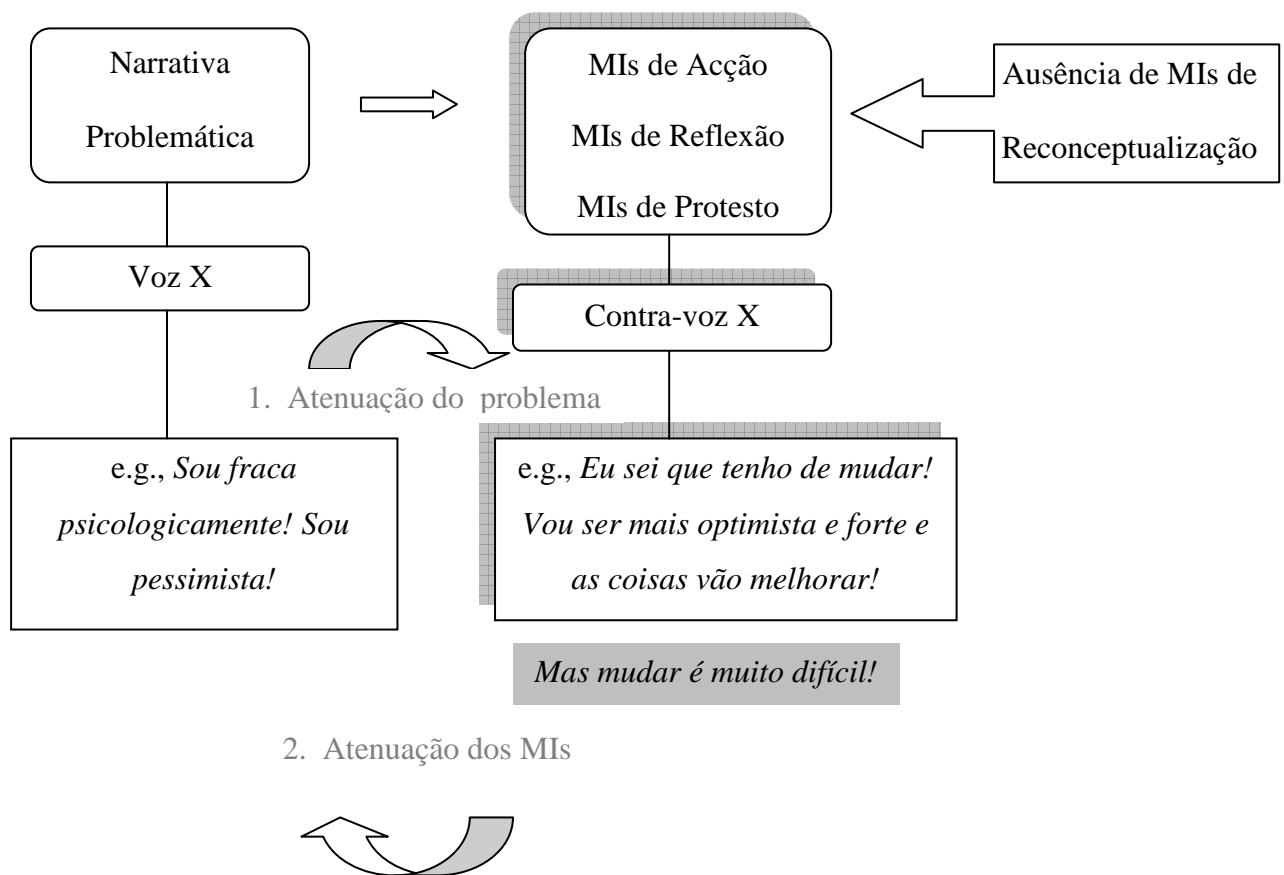 Narrativa
Problemática
MIs de Acção
MIs de Reflexão
MIs de Protesto
Ausência de MIs de
Reconceptualização
Voz X
Contra-voz X
1. Atenuação do problema
e.g., Sou fraca
psicologicamente! Sou
pessimista!
e.g., Eu sei que tenho de mudar!
Vou ser mais optimista e forte e
as coisas vão melhorar!
Mas mudar é muito difícil!
2. Atenuação dos MIs